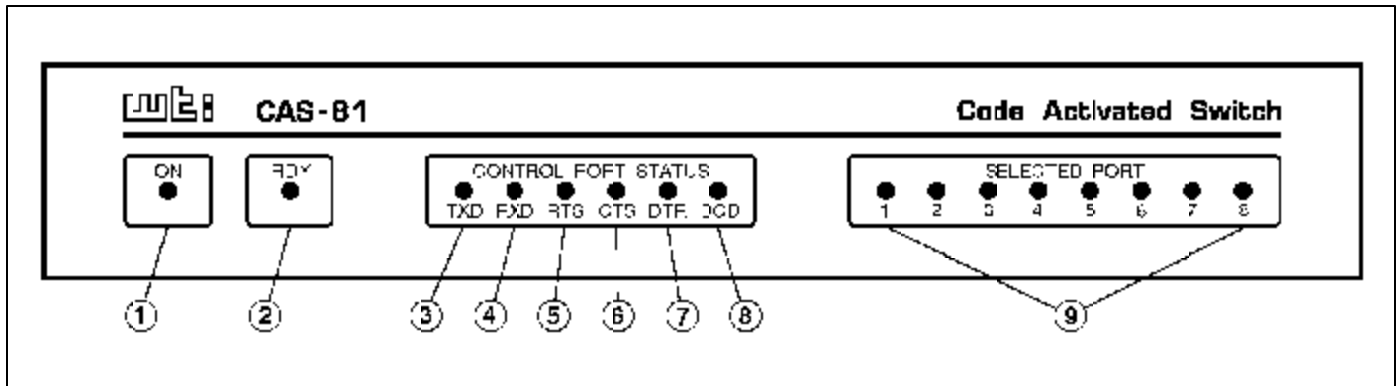 wti CAS-81 Code Activated Switch
ON RDY CONTROL PORT STATUS SELECTED PORT
TXD RXD RTS CTS DTR DCD 1 2 3 4 5 6 7 8
1 2 3 4 5 6 7 8 9